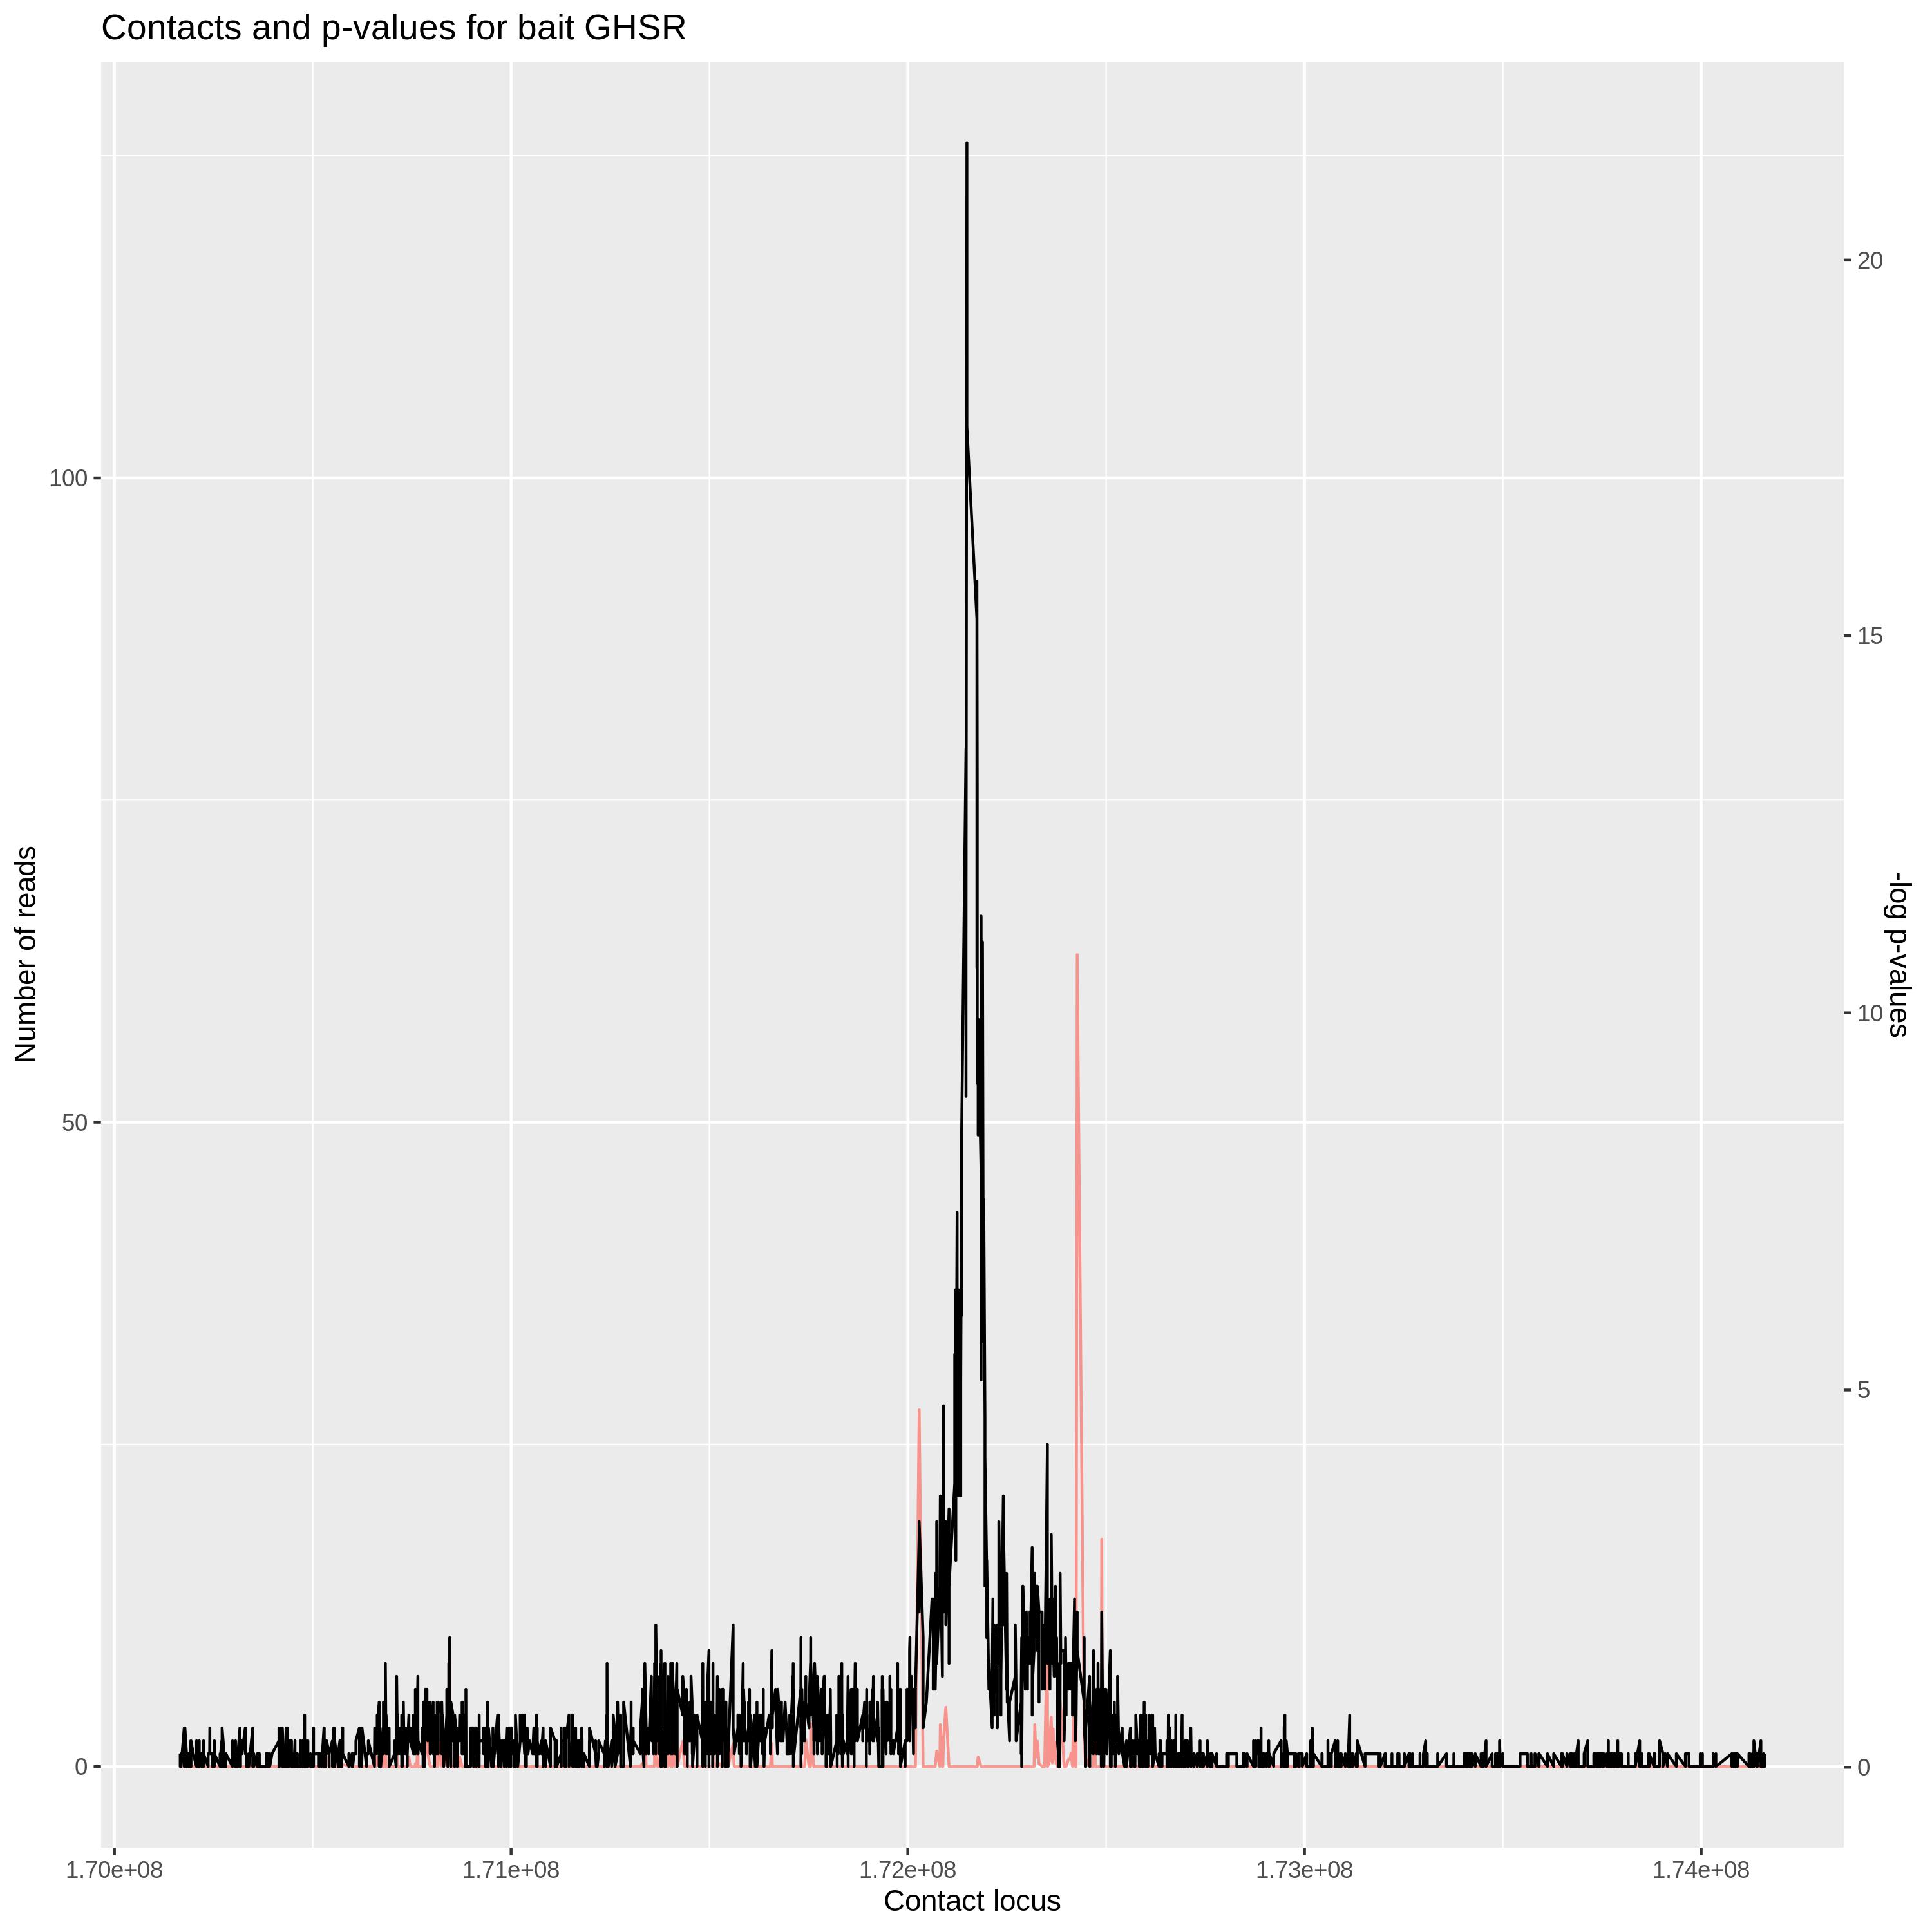 Contacts and p-values for bait GHSR
Number of reads
100
50
0
20
15
10
5
0
-log p-values
1.70e+08
1.71e+08
1.72e+08
1.73e+08
1.74e+08
Contact locus